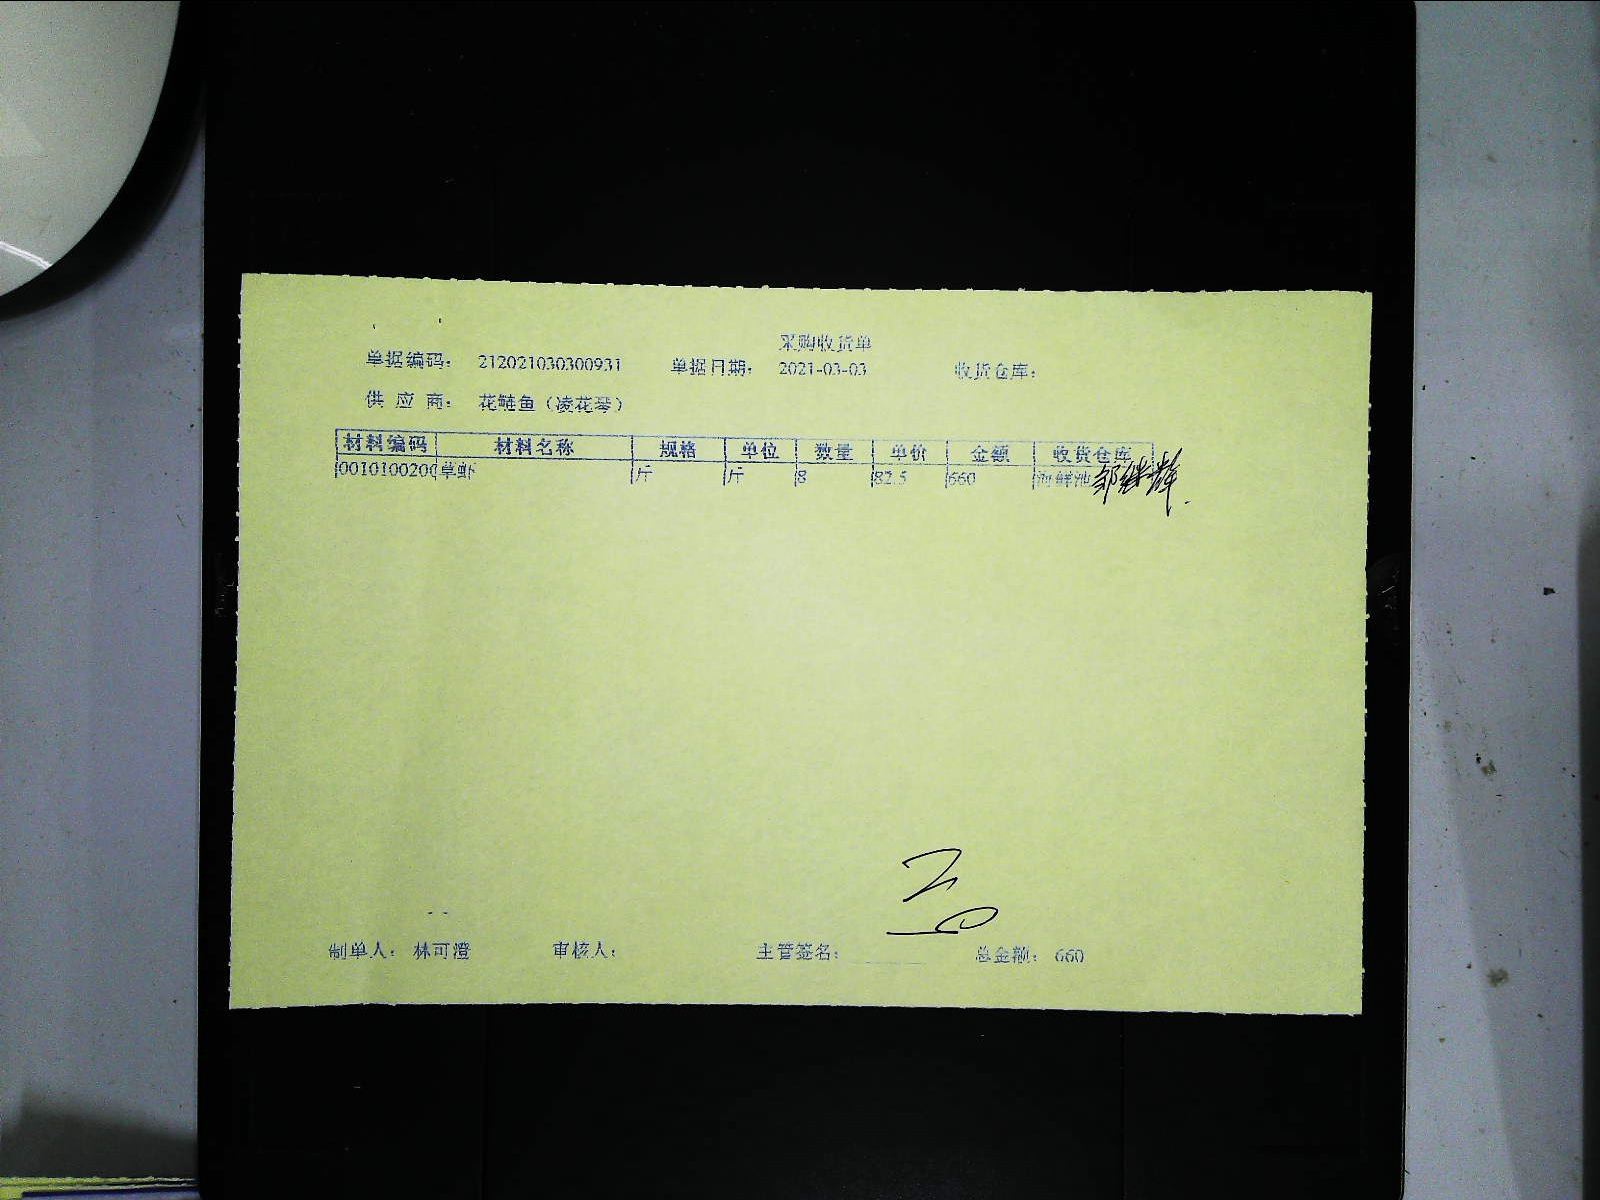 采购收货单
单据编码： 212021030300931 单据日期： 2021-03-03 收货仓库：
供 应 商： 花鲢鱼（凌花琴）
材料编码 材料名称 规格 单位 数量 单价 金额 收货仓库
0010100200 草虾 斤 斤 8 82.5 660 河鲜池
制单人： 林可澄 审核人： 主管签名： 总金额： 660